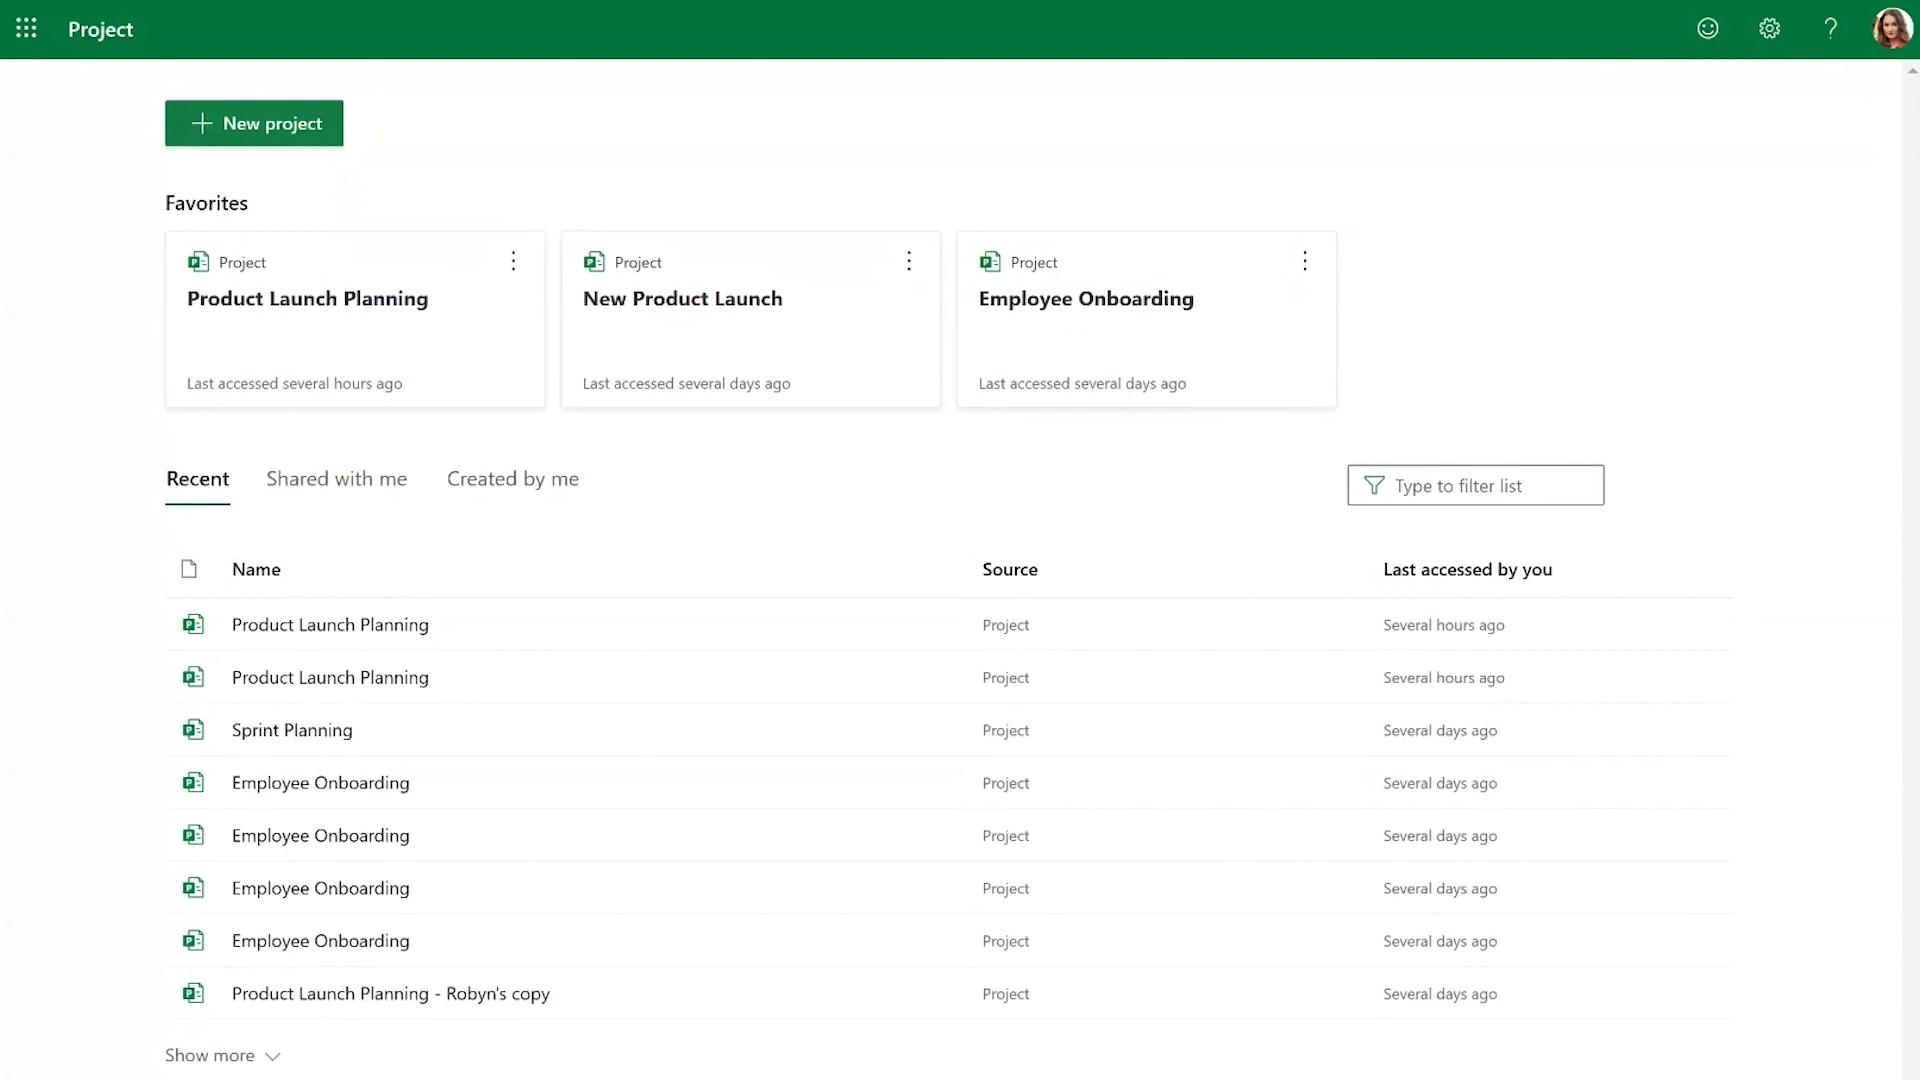 Project
New project
Favorites
Project
Product Launch Planning
Last accessed several hours ago
Project
New Product Launch
Last accessed several days ago
Project
Employee Onboarding
Last accessed several days ago
Recent Shared with me Created by me
Type to filter list
Name Source Last accessed by you
Product Launch Planning Project Several hours ago
Product Launch Planning Project Several hours ago
Sprint Planning Project Several days ago
Employee Onboarding Project Several days ago
Employee Onboarding Project Several days ago
Employee Onboarding Project Several days ago
Employee Onboarding Project Several days ago
Product Launch Planning - Robyn's copy Project Several days ago
Show more